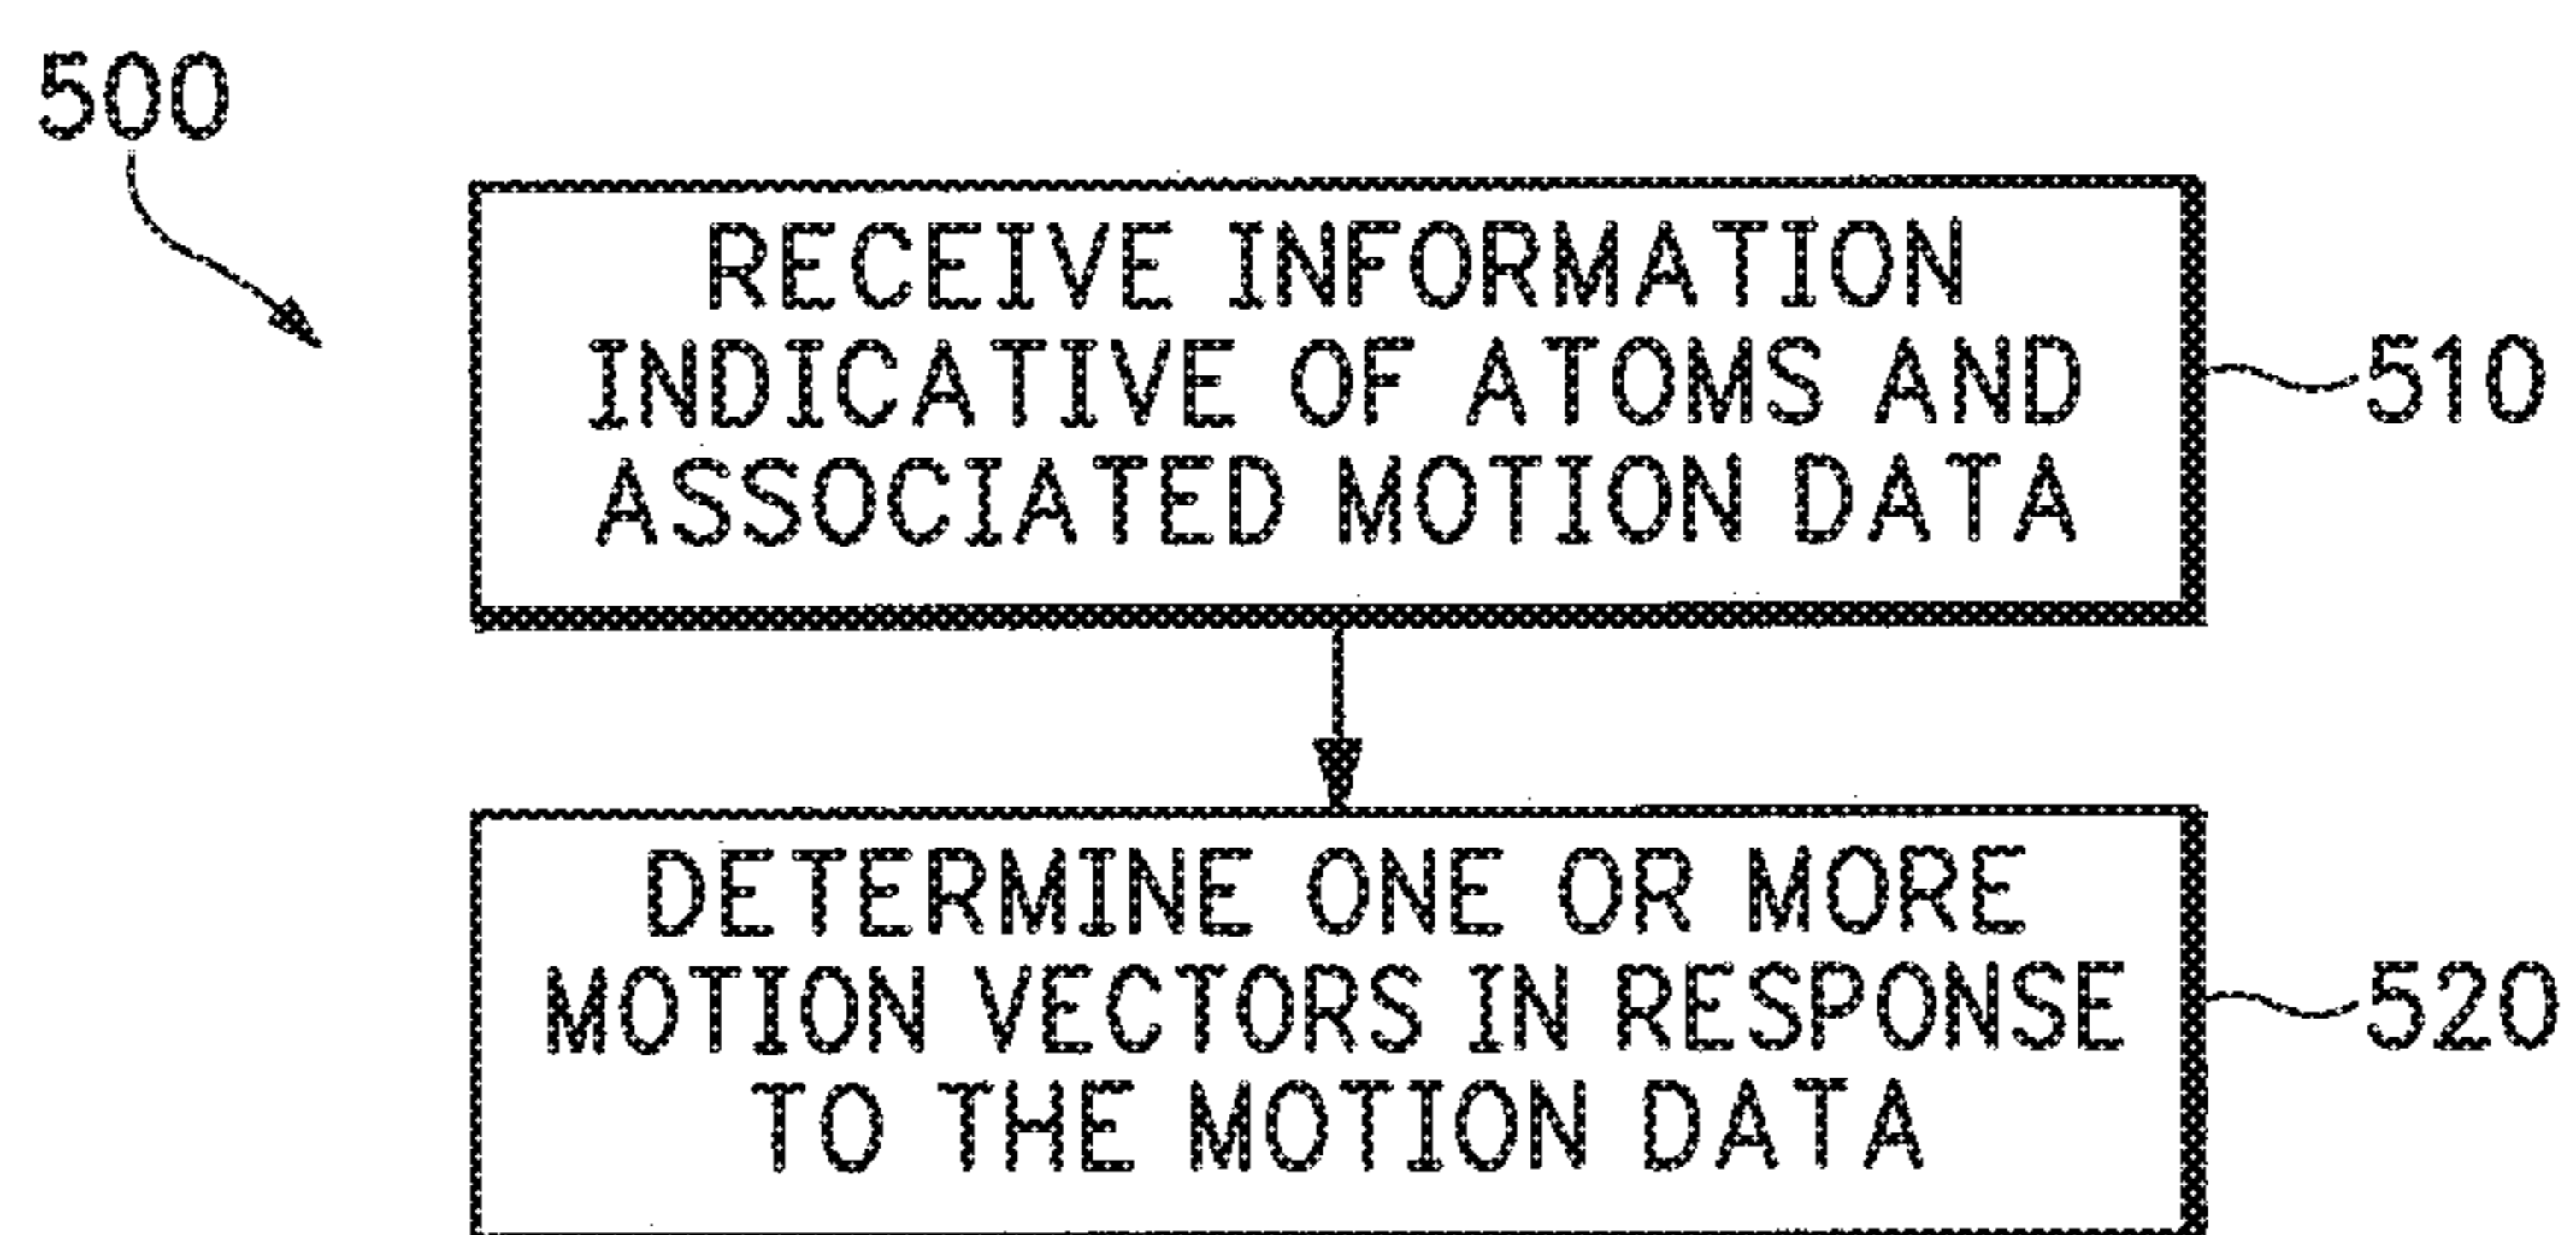 500
RECEIVE INFORMATION
INDICATIVE OF ATOMS AND
ASSOCIATED MOTION DATA
510
DETERMINE ONE OR MORE
MOTION VECTORS IN RESPONSE
TO THE MOTION DATA
520